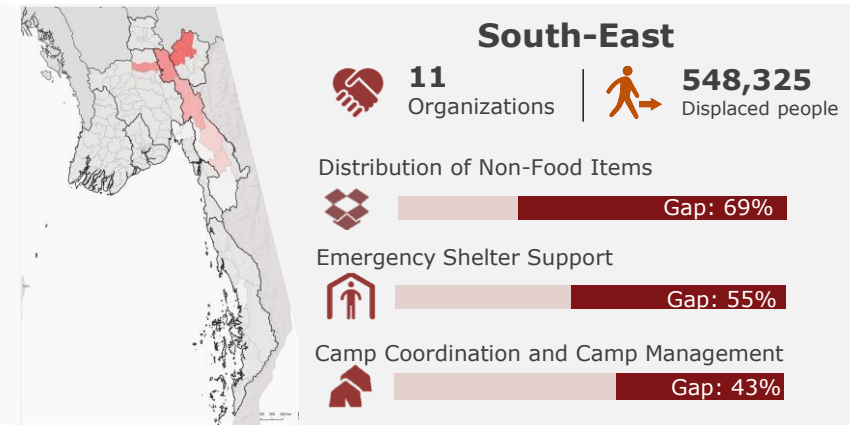 South-East
11
Organizations
548,325
Displaced people
Distribution of Non-Food Items
Gap: 69%
Emergency Shelter Support
Gap: 55%
Camp Coordination and Camp Management
Gap: 43%